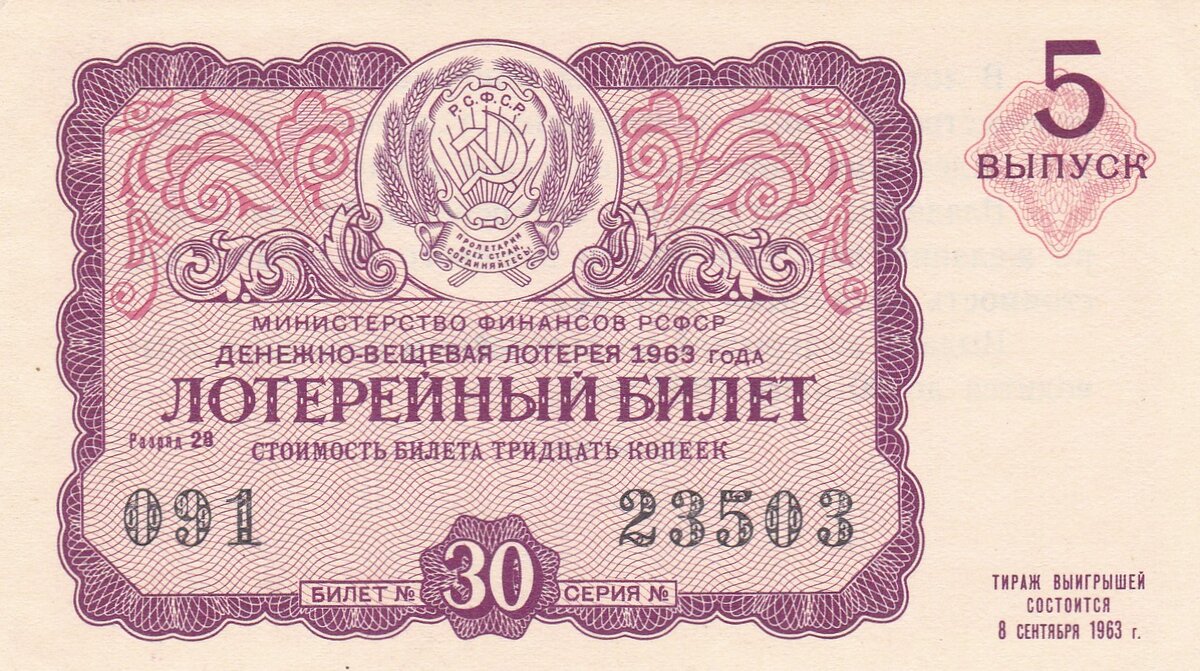 5
ВЫПУСК
Р.С.Ф.С.Р.
ПРОЛЕТАРИИ
ВСЕХ СТРАН,
СОЕДИНЯЙТЕСЬ!
МИНИСТЕРСТВО ФИНАНСОВ РСФСР
ДЕНЕЖНО-ВЕЩЕВАЯ ЛОТЕРЕЯ 1963 ГОДА
ЛОТЕРЕЙНЫЙ БИЛЕТ
Разряд 28
СТОИМОСТЬ БИЛЕТА ТРИДЦАТЬ КОПЕЕК
091 23503
БИЛЕТ № 30 СЕРИЯ №
ТИРАЖ ВЫИГРЫШЕЙ
СОСТОИТСЯ
8 СЕНТЯБРЯ 1963 г.